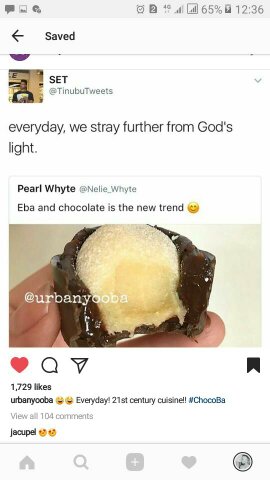 65% 12:36
Saved
SET
@TinubuTweets
everyday, we stray further from God's
light.
Pearl Whyte @Nelie_Whyte
Eba and chocolate is the new trend 😋
@urbanyooba
1,729 likes
urbanyooba 😄😄 Everyday! 21st century cuisine!! #ChocoBa
View all 104 comments
jacupel